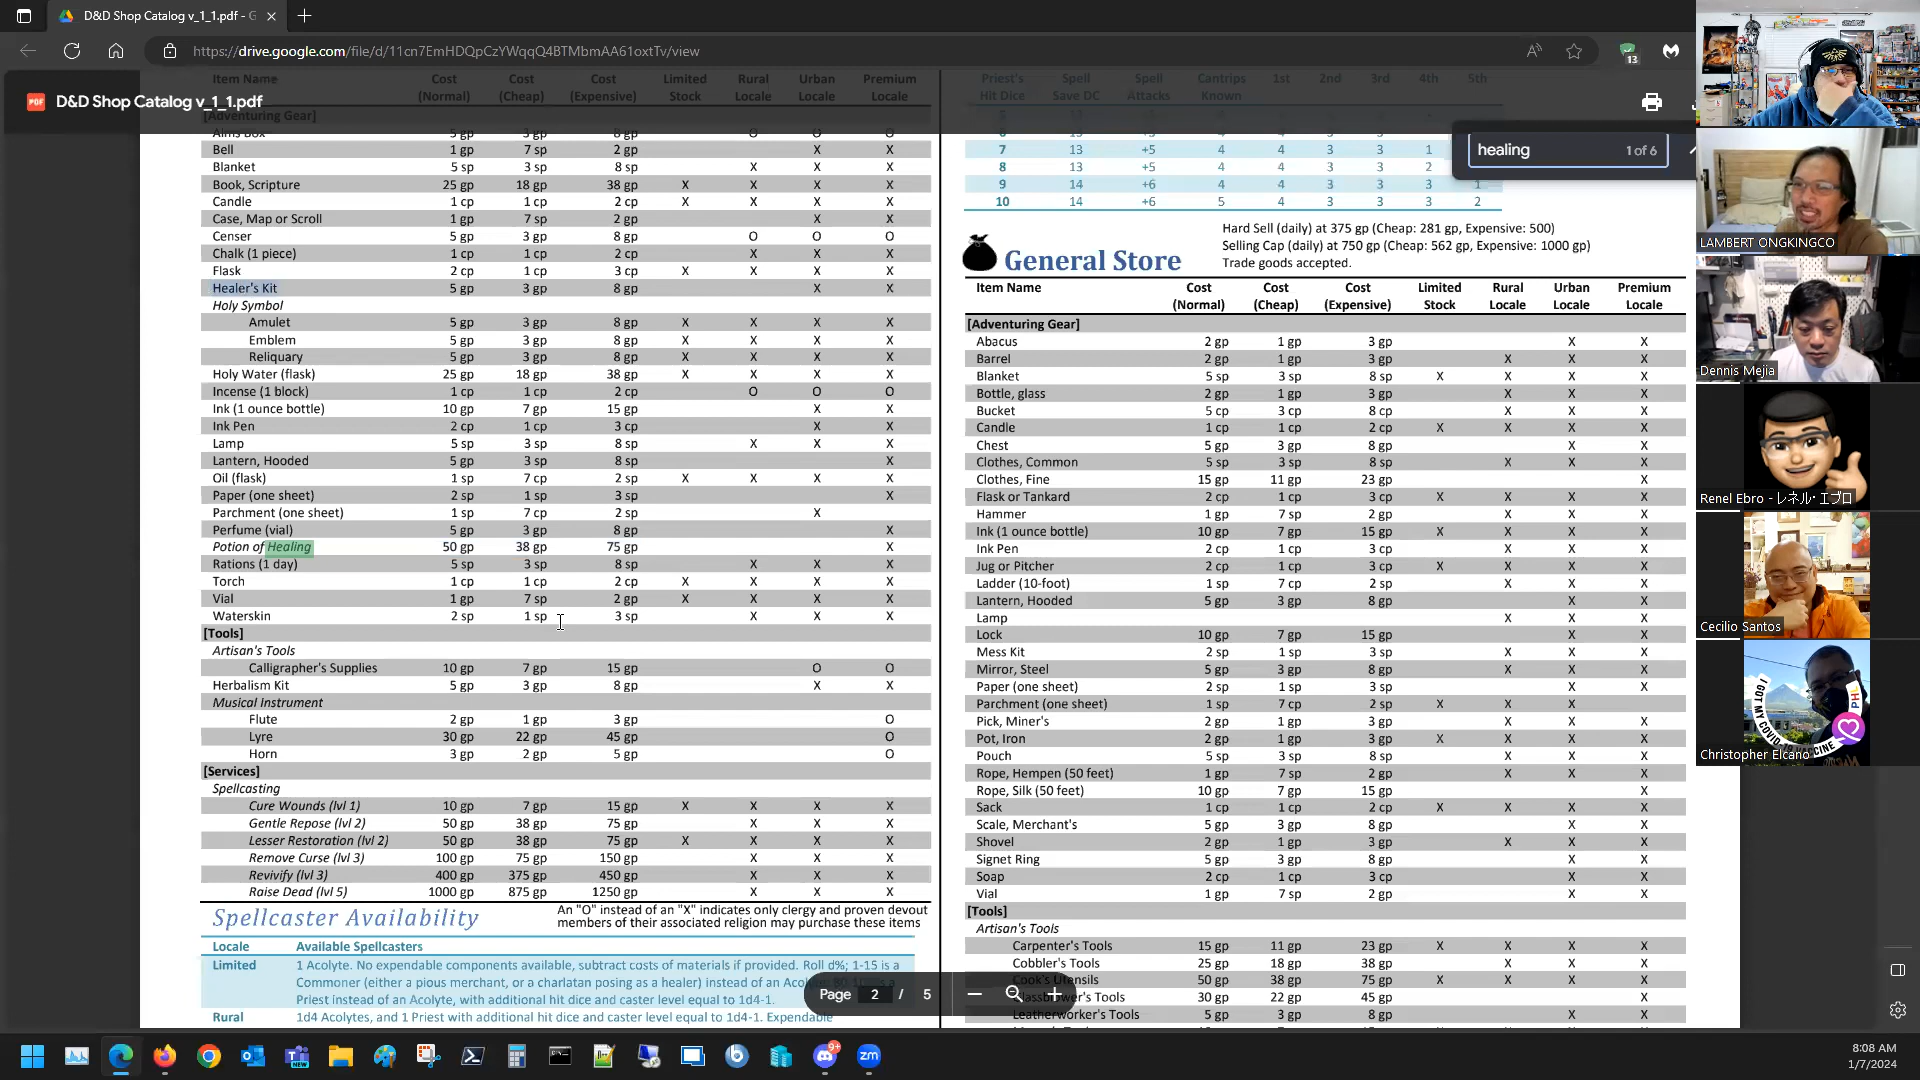 D&D Shop Catalog v_1_1.pdf - G
https://drive.google.com/file/d/11cn7EmHDQpCzYWqqQ4BTMbmAA61oxtTv/view
13
D&D Shop Catalog v_1_1.pdf
healing 1 of 6
Item Name Cost (Normal) Cost (Cheap) Cost (Expensive) Limited Stock Rural Locale Urban Locale Premium Locale
[Adventuring Gear]
Alms Box 5 gp 3 gp 8 gp O O O
Bell 1 gp 7 sp 2 gp X X
Blanket 5 sp 3 sp 8 sp X X X
Book, Scripture 25 gp 18 gp 38 gp X X X X
Candle 1 cp 1 cp 2 cp X X X X
Case, Map or Scroll 1 gp 7 sp 2 gp X X
Censer 5 gp 3 gp 8 gp O O O
Chalk (1 piece) 1 cp 1 cp 2 cp X X X
Flask 2 cp 1 cp 3 cp X X X X
Healer's Kit 5 gp 3 gp 8 gp X X
Holy Symbol
Amulet 5 gp 3 gp 8 gp X X X X
Emblem 5 gp 3 gp 8 gp X X X X
Reliquary 5 gp 3 gp 8 gp X X X X
Holy Water (flask) 25 gp 18 gp 38 gp X X X X
Incense (1 block) 1 cp 1 cp 2 cp O O O
Ink (1 ounce bottle) 10 gp 7 gp 15 gp X X
Ink Pen 2 cp 1 cp 3 cp X X
Lamp 5 sp 3 sp 8 sp X X X
Lantern, Hooded 5 gp 3 sp 8 sp X
Oil (flask) 1 sp 7 cp 2 sp X X X X
Paper (one sheet) 2 sp 1 sp 3 sp X
Parchment (one sheet) 1 sp 7 cp 2 sp X
Perfume (vial) 5 gp 3 gp 8 gp X
Potion of Healing 50 gp 38 gp 75 gp X
Rations (1 day) 5 sp 3 sp 8 sp X X X
Torch 1 cp 1 cp 2 cp X X X X
Vial 1 gp 7 sp 2 gp X X X X
Waterskin 2 sp 1 sp 3 sp X X X
[Tools]
Artisan's Tools
Calligrapher's Supplies 10 gp 7 gp 15 gp O O
Herbalism Kit 5 gp 3 gp 8 gp X X
Musical Instrument
Flute 2 gp 1 gp 3 gp O
Lyre 30 gp 22 gp 45 gp O
Horn 3 gp 2 gp 5 gp O
[Services]
Spellcasting
Cure Wounds (lvl 1) 10 gp 7 gp 15 gp X X X X
Gentle Repose (lvl 2) 50 gp 38 gp 75 gp X X X
Lesser Restoration (lvl 2) 50 gp 38 gp 75 gp X X X X
Remove Curse (lvl 3) 100 gp 75 gp 150 gp X X X
Revivify (lvl 3) 400 gp 375 gp 450 gp X X X
Raise Dead (lvl 5) 1000 gp 875 gp 1250 gp X X X
Spellcaster Availability
An "O" instead of an "X" indicates only clergy and proven devout
members of their associated religion may purchase these items
Locale Available Spellcasters
Limited 1 Acolyte. No expendable components available, subtract costs of materials if provided. Roll d%; 1-15 is a
Commoner (either a pious merchant, or a charlatan posing as a healer) instead of an
Priest instead of an Acolyte, with additional hit dice and caster level equal to 1d4-1.
Rural 1d4 Acolytes, and 1 Priest with additional hit dice and caster level equal to 1d4-1. Expendable
Priest's Hit Dice Spell Save DC Spell Attacks Cantrips Known 1st 2nd 3rd 4th 5th
7 13 +5 4 4 3 3 1
8 13 +5 4 4 3 3 2
9 14 +6 4 4 3 3 3 1
10 14 +6 5 4 3 3 3 2
General Store
Hard Sell (daily) at 375 gp (Cheap: 281 gp, Expensive: 500)
Selling Cap (daily) at 750 gp (Cheap: 562 gp, Expensive: 1000 gp)
Trade goods accepted.
Item Name Cost (Normal) Cost (Cheap) Cost (Expensive) Limited Stock Rural Locale Urban Locale Premium Locale
[Adventuring Gear]
Abacus 2 gp 1 gp 3 gp X X
Barrel 2 gp 1 gp 3 gp X X X
Blanket 5 sp 3 sp 8 sp X X X X
Bottle, glass 2 gp 1 gp 3 gp X X X
Bucket 5 cp 3 cp 8 cp X X X
Candle 1 cp 1 cp 2 cp X X X X
Chest 5 gp 3 gp 8 gp X X
Clothes, Common 5 sp 3 sp 8 sp X X X
Clothes, Fine 15 gp 11 gp 23 gp X
Flask or Tankard 2 cp 1 cp 3 cp X X X X
Hammer 1 gp 7 sp 2 gp X X X
Ink (1 ounce bottle) 10 gp 7 gp 15 gp X X X X
Ink Pen 2 cp 1 cp 3 cp X X X
Jug or Pitcher 2 cp 1 cp 3 cp X X X X
Ladder (10-foot) 1 sp 7 cp 2 sp X X X
Lantern, Hooded 5 gp 3 gp 8 gp X X
Lamp X X X
Lock 10 gp 7 gp 15 gp X X
Mess Kit 2 sp 1 sp 3 sp X X X
Mirror, Steel 5 gp 3 gp 8 gp X X X
Paper (one sheet) 2 sp 1 sp 3 sp X X
Parchment (one sheet) 1 sp 7 cp 2 sp X X X
Pick, Miner's 2 gp 1 gp 3 gp X X X
Pot, Iron 2 gp 1 gp 3 gp X X X X
Pouch 5 sp 3 sp 8 sp X X X
Rope, Hempen (50 feet) 1 gp 7 sp 2 gp X X X
Rope, Silk (50 feet) 10 gp 7 gp 15 gp X
Sack 1 cp 1 cp 2 cp X X X X
Scale, Merchant's 5 gp 3 gp 8 gp X X
Shovel 2 gp 1 gp 3 gp X X X
Signet Ring 5 gp 3 gp 8 gp X X
Soap 2 cp 1 cp 3 cp X X
Vial 1 gp 7 sp 2 gp X X
[Tools]
Artisan's Tools
Carpenter's Tools 15 gp 11 gp 23 gp X X X X
Cobbler's Tools 25 gp 18 gp 38 gp X X X
Cook's Utensils 50 gp 38 gp 75 gp X X X X
Glassblower's Tools 30 gp 22 gp 45 gp X
Leatherworker's Tools 5 gp 3 gp 8 gp X X
Page 2 / 5
LAMBERT ONGKINGCO
Dennis Mejia
Renel Ebro - レネル・エブロ
Cecilio Santos
I GOT MY COVID-19 VACCINE
PHL
Christopher Elcano
NEW
9+
zm
8:08 AM
1/7/2024